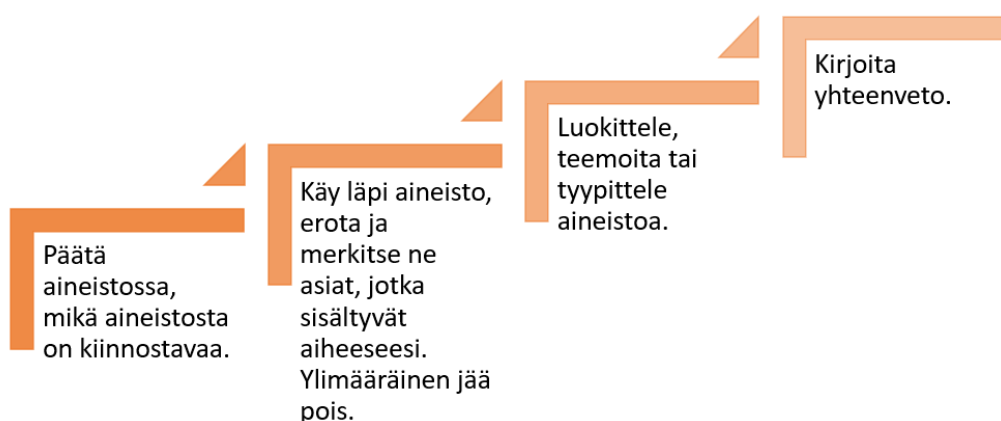 Päätä
aineistossa,
mikä aineistosta
on kiinnostavaa.
Käy läpi aineisto,
erota ja
merkitse ne
asiat, jotka
sisältyvät
aiheeseesi.
Ylimääräinen jää
pois.
Luokittele,
teemoita tai
tyypittele
aineistoa.
Kirjoita
yhteenveto.